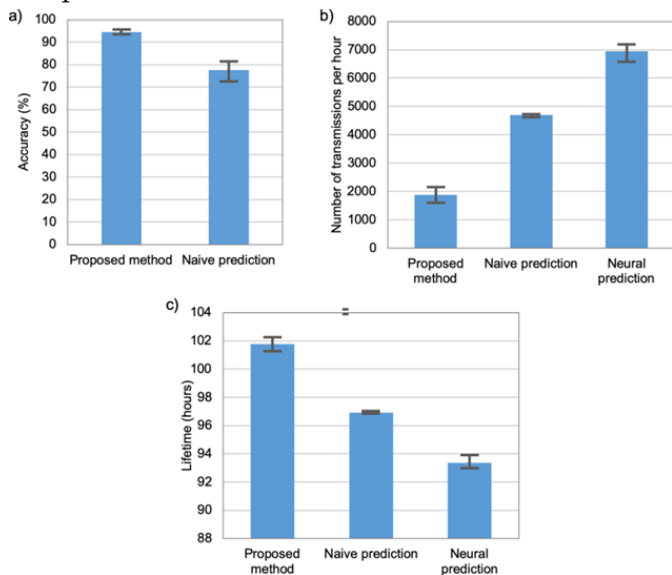 a)
100
90
80
70
60
50
40
30
20
10
0
Accuracy (%)
Proposed method
Naive prediction
b)
8000
7000
6000
5000
4000
3000
2000
1000
0
Number of transmissions per hour
Proposed
method
Naive prediction
Neural
prediction
c)
104
102
100
98
96
94
92
90
88
Lifetime (hours)
Proposed
method
Naive prediction
Neural
prediction